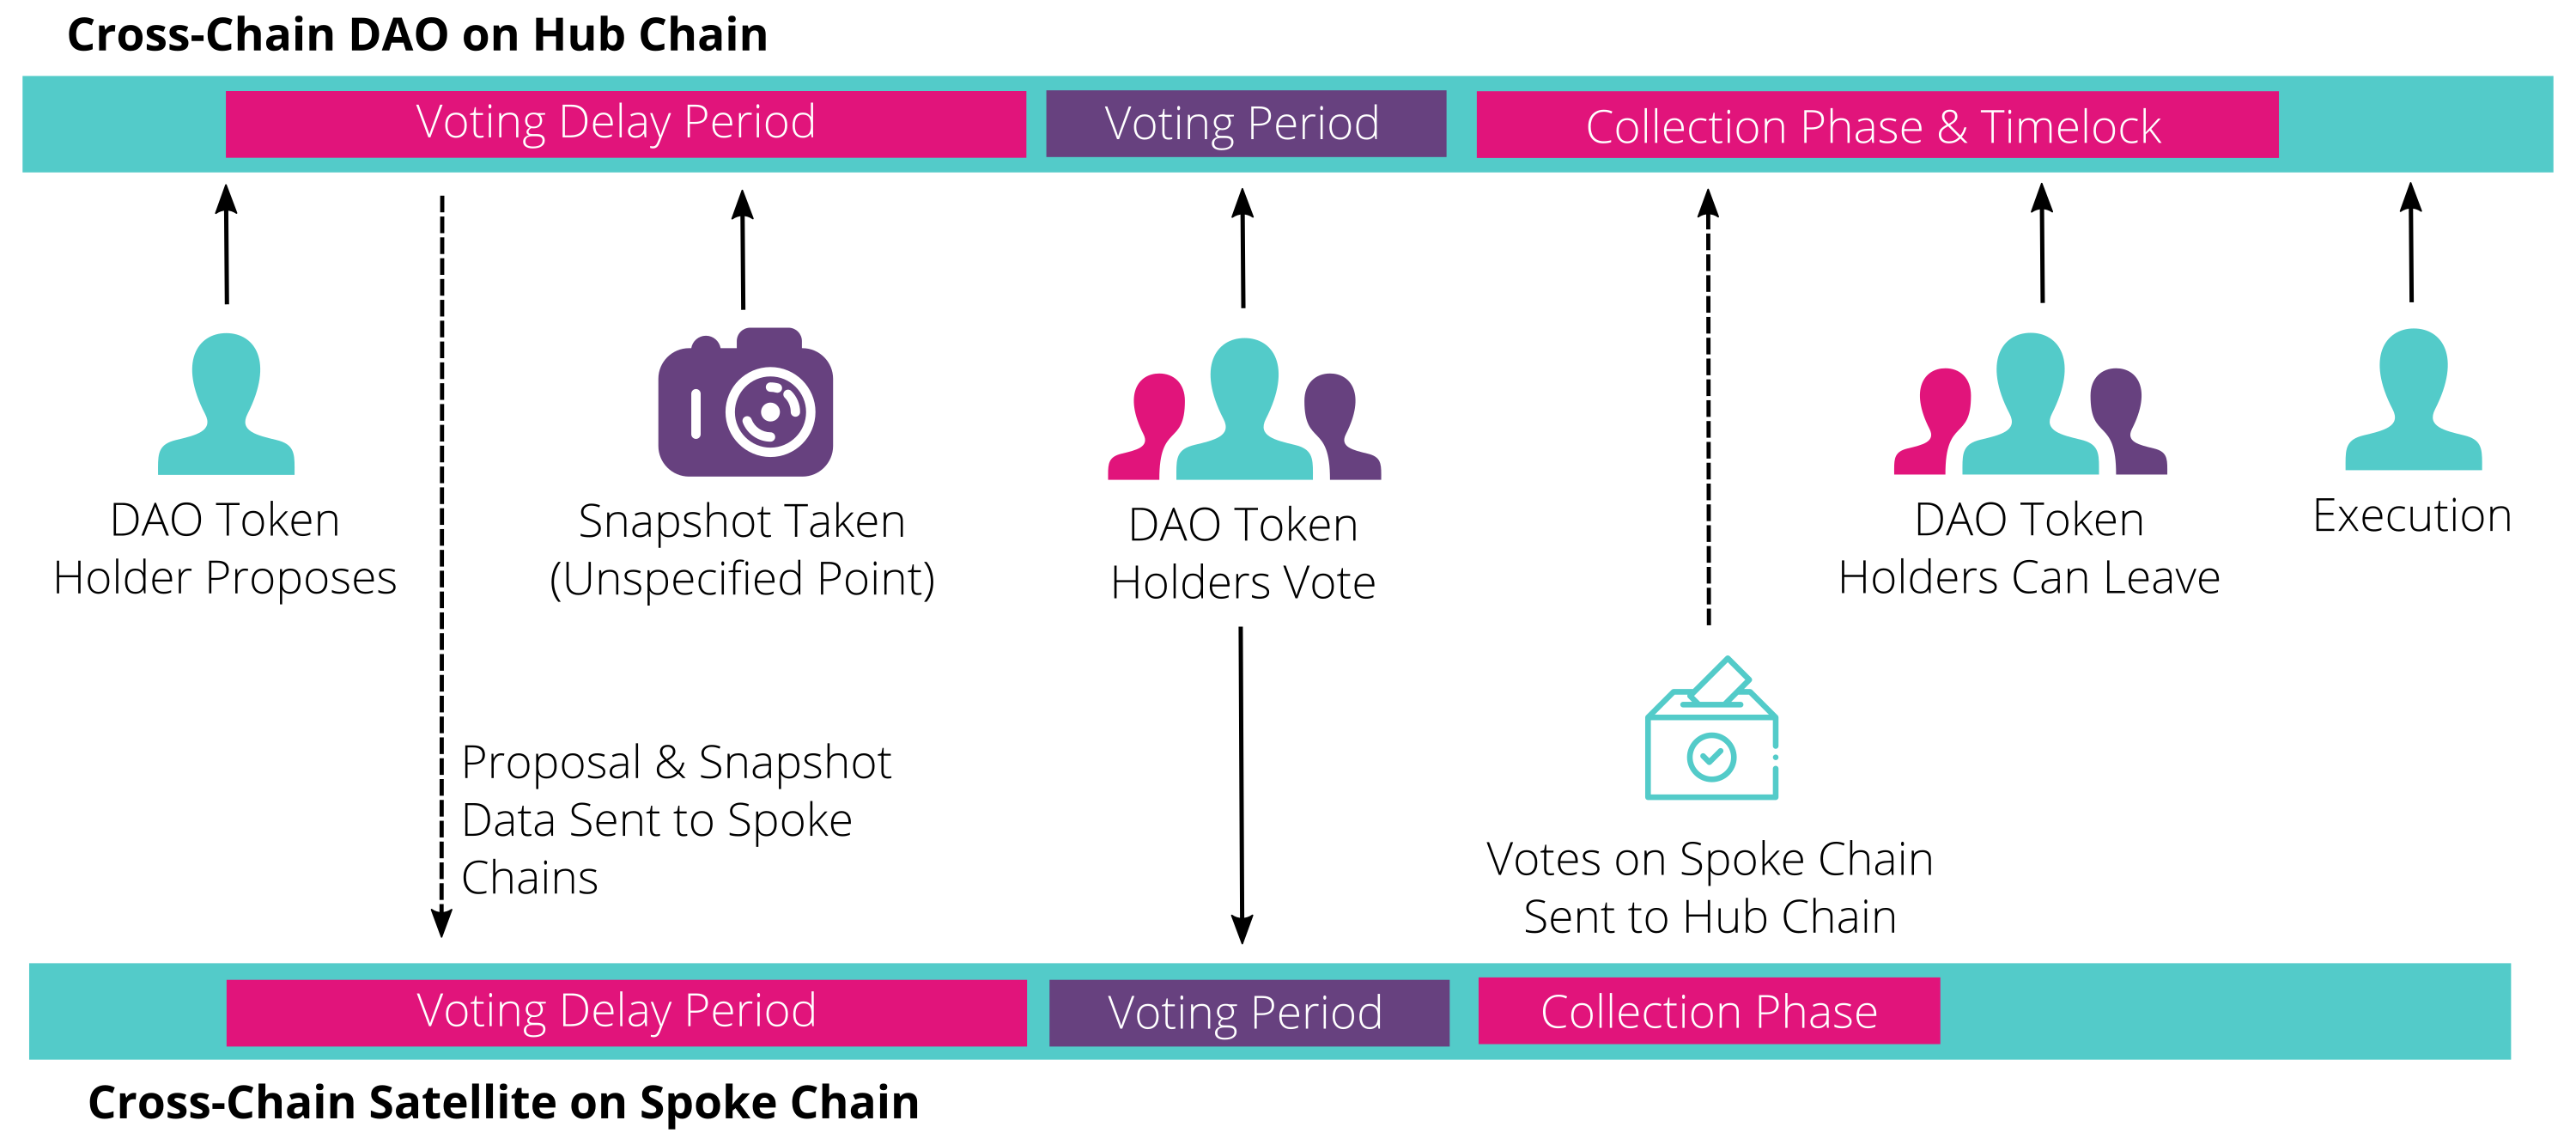 Cross-Chain DAO on Hub Chain
Voting Delay Period
Voting Period
Collection Phase & Timelock
DAO Token
Holder Proposes
Snapshot Taken
(Unspecified Point)
DAO Token
Holders Vote
DAO Token
Holders Can Leave
Execution
Proposal & Snapshot
Data Sent to Spoke
Chains
Votes on Spoke Chain
Sent to Hub Chain
Voting Delay Period
Voting Period
Collection Phase
Cross-Chain Satellite on Spoke Chain